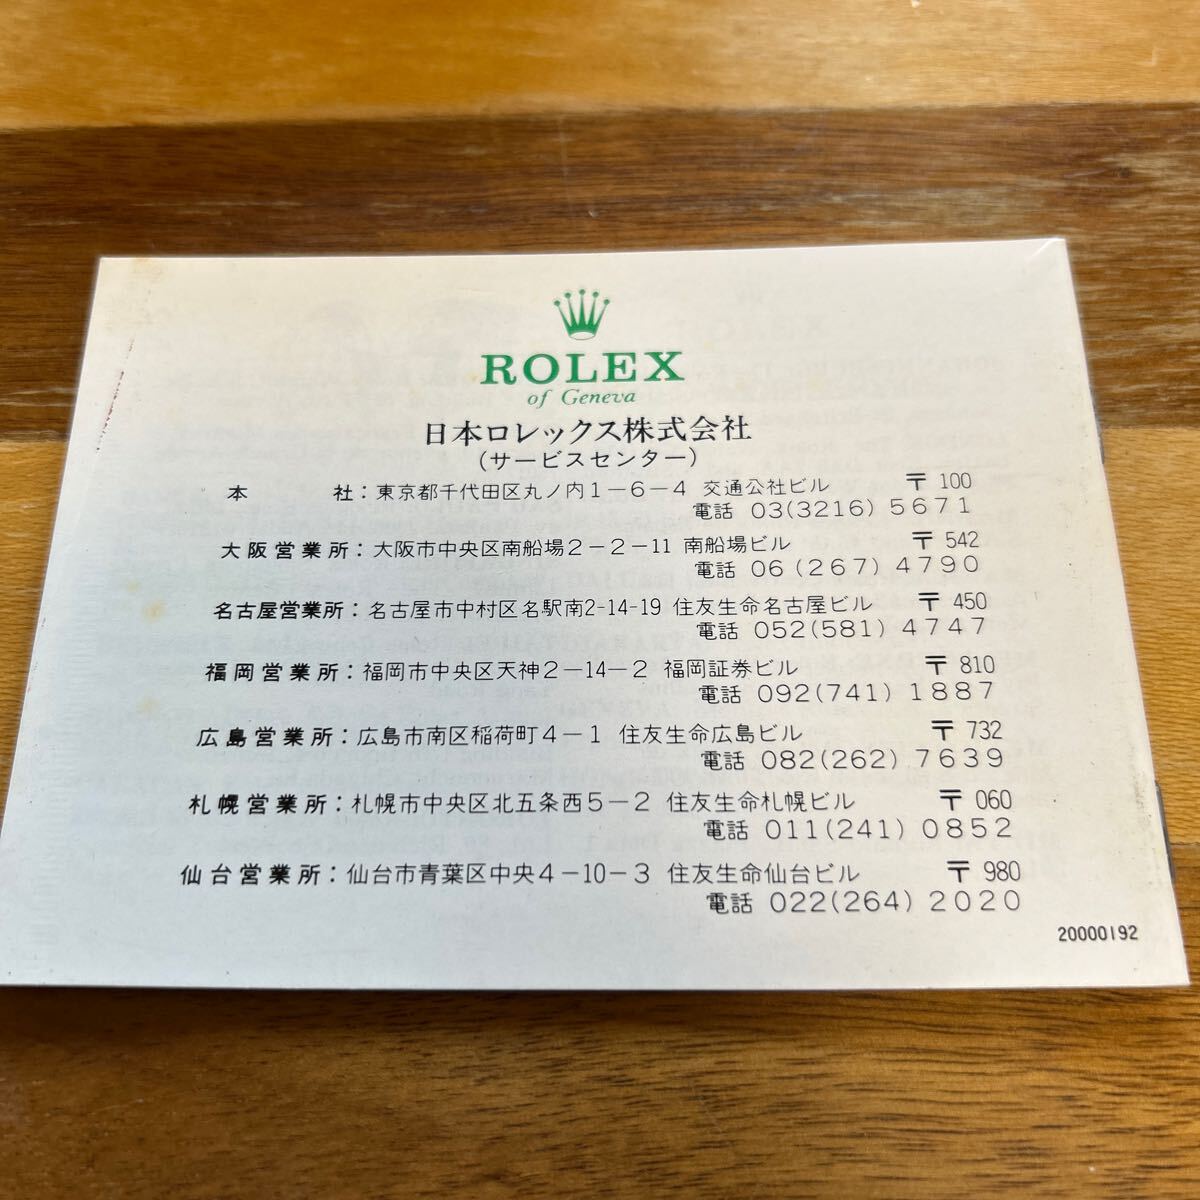 ROLEX
of Geneva
日本ロレックス株式会社
(サービスセンター)
本社：東京都千代田区丸ノ内1－6－4 交通公社ビル 〒100
電話 03(3216)5671
大阪営業所：大阪市中央区南船場2－2－11 南船場ビル 〒542
電話 06(267)4790
名古屋営業所：名古屋市中村区名駅南2-14-19 住友生命名古屋ビル 〒450
電話 052(581)4747
福岡営業所：福岡市中央区天神2－14－2 福岡証券ビル 〒810
電話 092(741)1887
広島営業所：広島市南区稲荷町4－1 住友生命広島ビル 〒732
電話 082(262)7639
札幌営業所：札幌市中央区北五条西5－2 住友生命札幌ビル 〒060
電話 011(241)0852
仙台営業所：仙台市青葉区中央4－10－3 住友生命仙台ビル 〒980
電話 022(264)2020
20000192